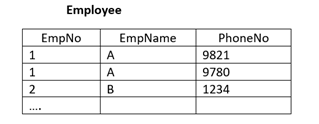 Employee
EmpNo EmpName PhoneNo
1 A 9821
1 A 9780
2 B 1234
....